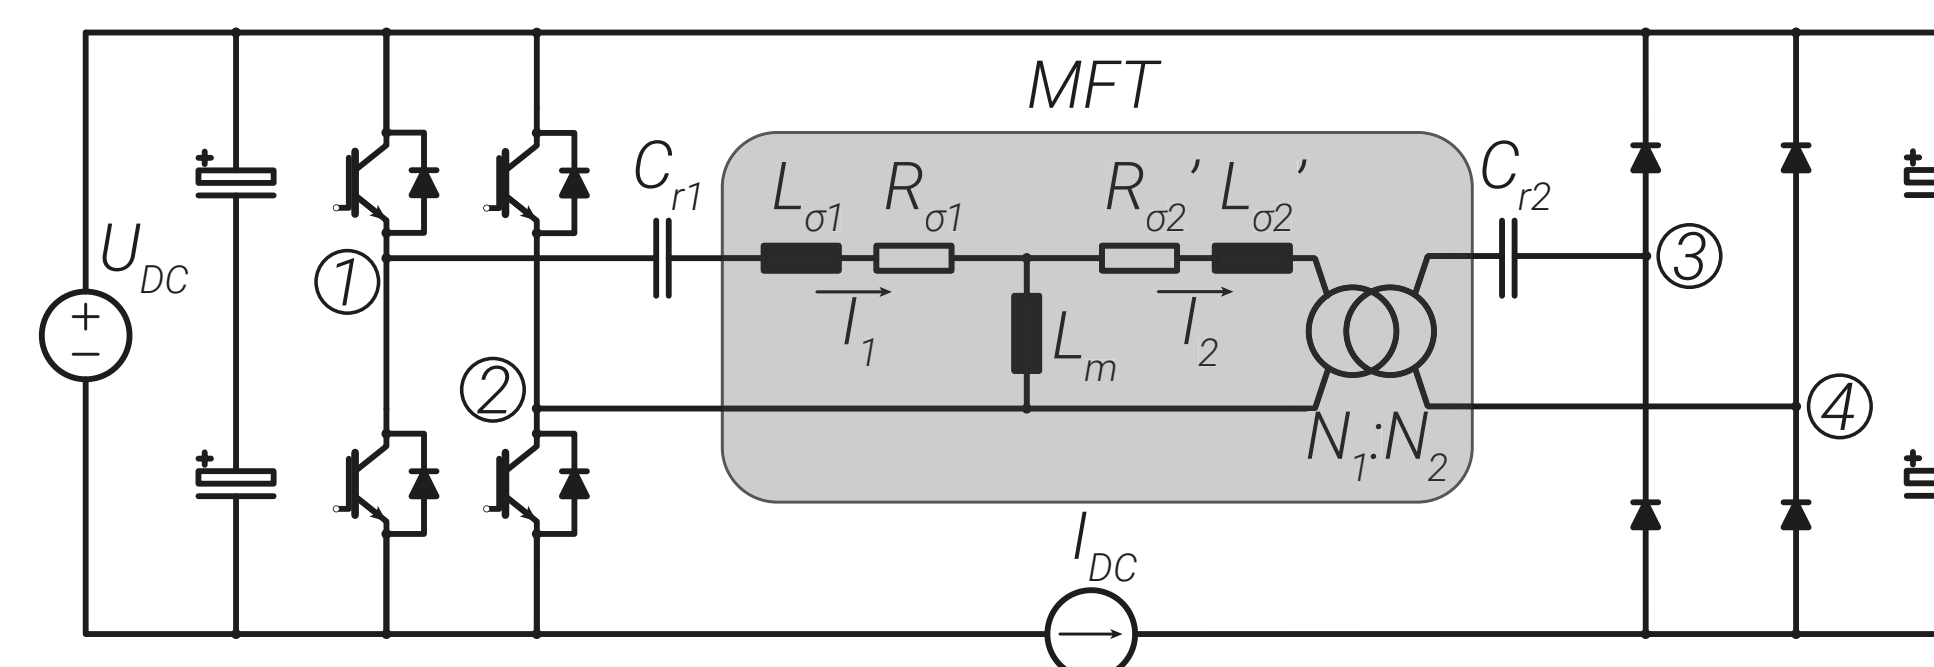 MFT
C_r1
L_σ1
R_σ1
R_σ2'
L_σ2'
C_r2
+
+
U_DC
1
3
+
−
I_1
L_m
I_2
2
4
N_1:N_2
+
+
I_DC